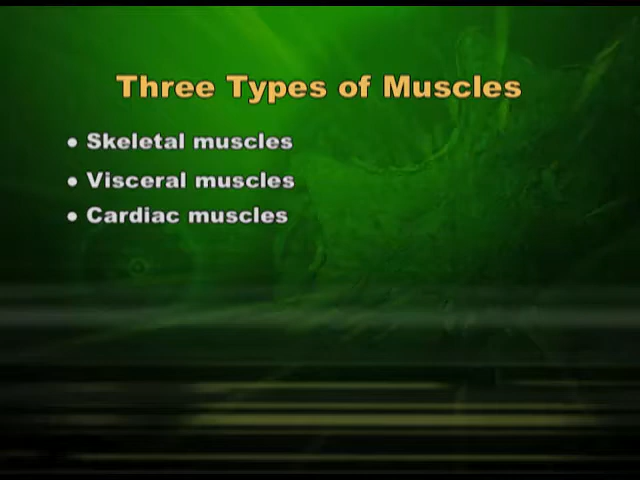 Three Types of Muscles
● Skeletal muscles
● Visceral muscles
● Cardiac muscles